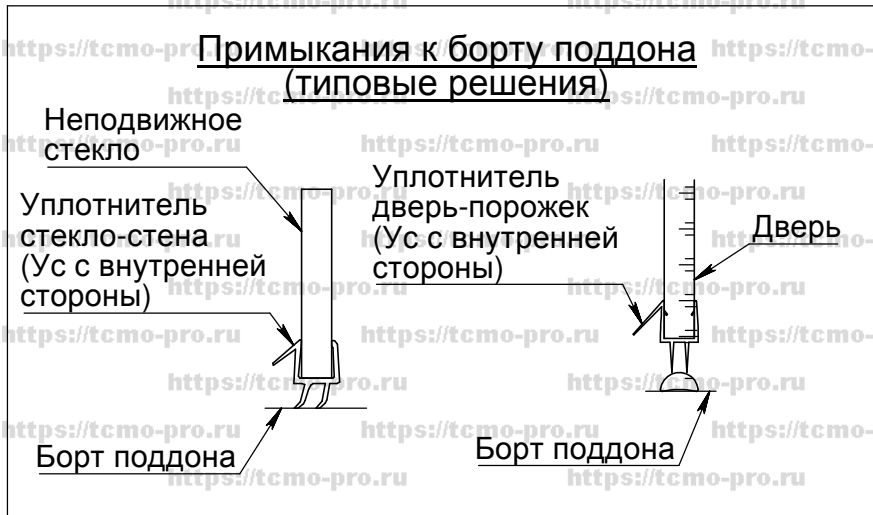 Примыкания к борту поддона
(типовые решения)
Неподвижное
стекло
Уплотнитель
стекло-стена
(Ус с внутренней
стороны)
Борт поддона
Уплотнитель
дверь-порожек
(Ус с внутренней
стороны)
Дверь
Борт поддона
https://tcmo-pro.ru